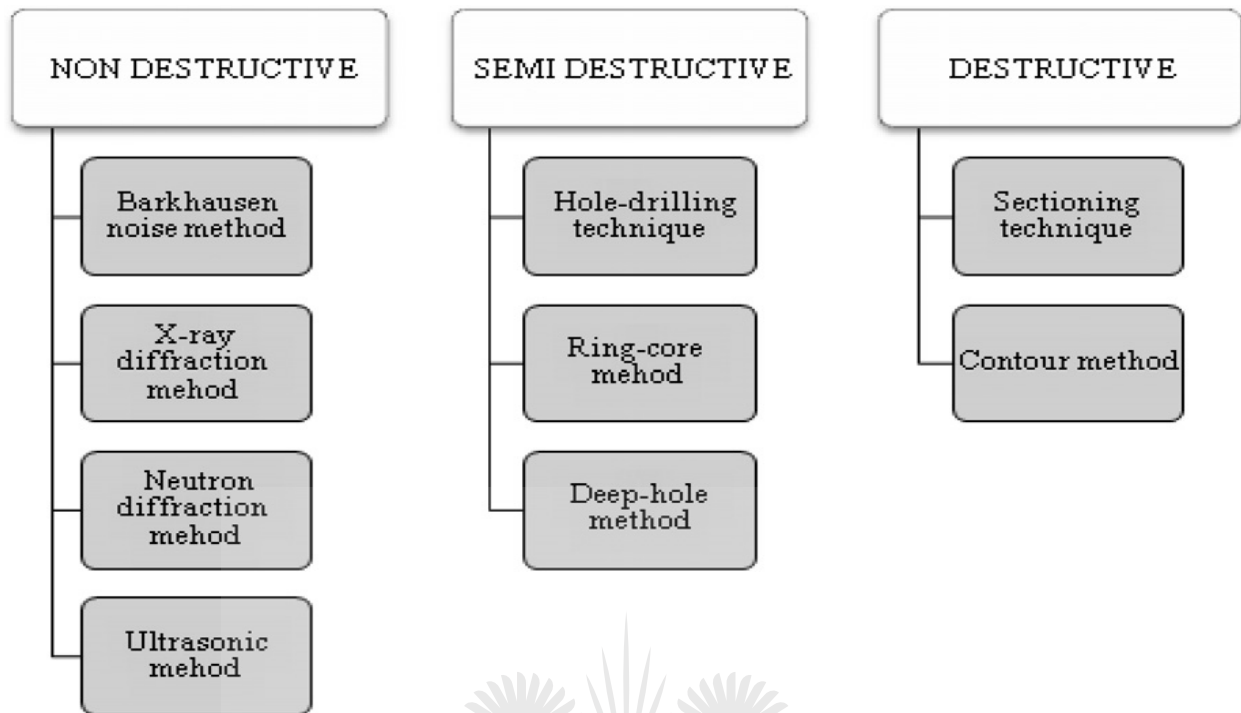 NON DESTRUCTIVE
Barkhausen
noise method
X-ray
diffraction
mehod
Neutron
diffraction
mehod
Ultrasonic
mehod
SEMI DESTRUCTIVE
Hole-drilling
technique
Ring-core
mehod
Deep-hole
method
DESTRUCTIVE
Sectioning
technique
Contour method